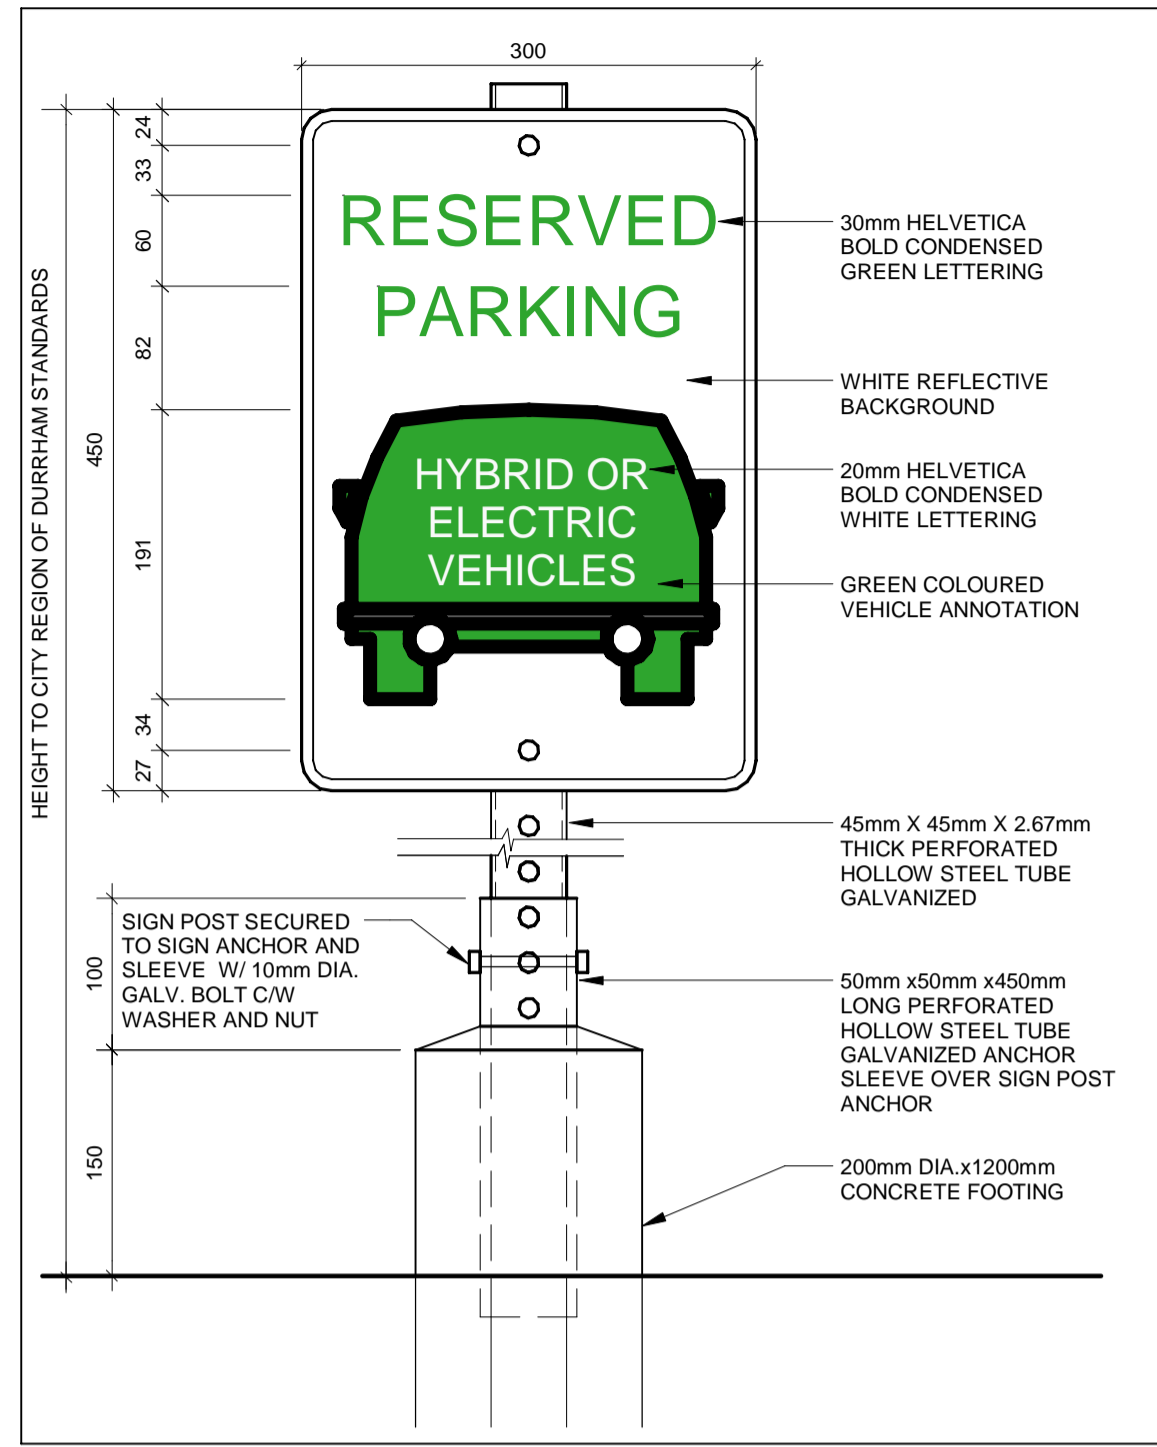 300
24
33
60
82
191
34
27
450
HEIGHT TO CITY REGION OF DURRHAM STANDARDS
RESERVED
PARKING
HYBRID OR
ELECTRIC
VEHICLES
30mm HELVETICA
BOLD CONDENSED
GREEN LETTERING
WHITE REFLECTIVE
BACKGROUND
20mm HELVETICA
BOLD CONDENSED
WHITE LETTERING
GREEN COLOURED
VEHICLE ANNOTATION
45mm X 45mm X 2.67mm
THICK PERFORATED
HOLLOW STEEL TUBE
GALVANIZED
SIGN POST SECURED
TO SIGN ANCHOR AND
SLEEVE W/ 10mm DIA.
GALV. BOLT C/W
WASHER AND NUT
100
150
50mm x50mm x450mm
LONG PERFORATED
HOLLOW STEEL TUBE
GALVANIZED ANCHOR
SLEEVE OVER SIGN POST
ANCHOR
200mm DIA.x1200mm
CONCRETE FOOTING